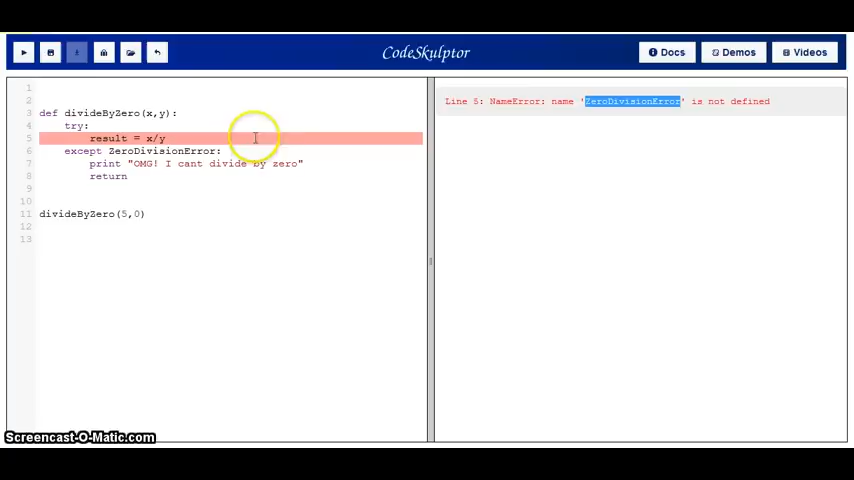 CodeSkulptor
Docs
Demos
Videos
1
2
3 def divideByZero(x,y):
4 try:
5 result = x/y
6 except ZeroDivisionError:
7 print "OMG! I cant divide by zero"
8 return
9
10
11 divideByZero(5,0)
12
13
Line 5: NameError: name 'ZeroDivisionError' is not defined
Screencast-O-Matic.com